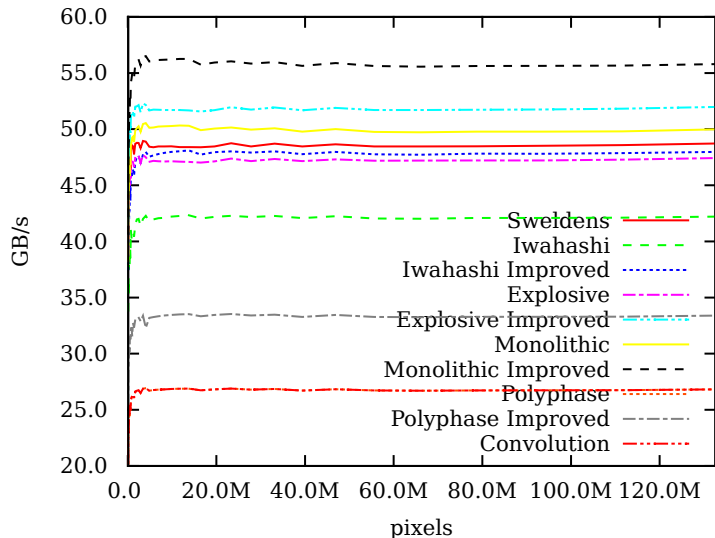 60.0
55.0
50.0
45.0
40.0
35.0
30.0
25.0
20.0
GB/s
Sweldens
Iwahashi
Iwahashi Improved
Explosive
Explosive Improved
Monolithic
Monolithic Improved
Polyphase
Polyphase Improved
Convolution
0.0 20.0M 40.0M 60.0M 80.0M 100.0M 120.0M
pixels